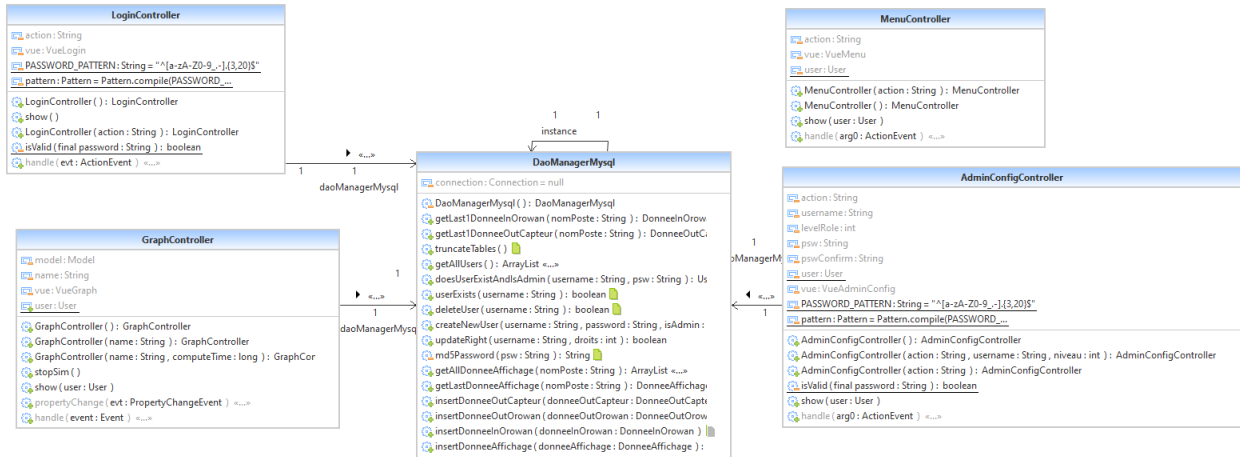 LoginController
action : String
vue : VueLogin
PASSWORD_PATTERN : String = "^[a-zA-Z0-9_.-].{3,20}$"
pattern : Pattern = Pattern.compile(PASSWORD_...
LoginController ( ) : LoginController
show ( )
LoginController ( action : String ) : LoginController
isValid ( final password : String ) : boolean
handle ( evt : ActionEvent ) «...»
«...»
1
1
daoManagerMysql
GraphController
model : Model
name : String
vue : VueGraph
user : User
GraphController ( ) : GraphController
GraphController ( name : String ) : GraphController
GraphController ( name : String , computeTime : long ) : GraphCor
stopSim ( )
show ( user : User )
propertyChange ( evt : PropertyChangeEvent ) «...»
handle ( event : Event ) «...»
1
«...»
1
daoManagerMysql
1
1
instance
DaoManagerMysql
connection : Connection = null
DaoManagerMysql ( ) : DaoManagerMysql
getLast1DonneeInOrowan ( nomPoste : String ) : DonneeInOrowa
getLast1DonneeOutCapteur ( nomPoste : String ) : DonneeOutCa
truncateTables ( )
getAllUsers ( ) : ArrayList «...»
doesUserExistAndIsAdmin ( username : String , psw : String ) : Us
userExists ( username : String ) : boolean
deleteUser ( username : String ) : boolean
createNewUser ( username : String , password : String , isAdmin :
updateRight ( username : String , droits : int ) : boolean
md5Password ( psw : String ) : String
getAllDonneeAffichage ( nomPoste : String ) : ArrayList «...»
getLastDonneeAffichage ( nomPoste : String ) : DonneeAffichage
insertDonneeOutCapteur ( donneeOutCapteur : DonneeOutCapte
insertDonneeOutOrowan ( donneeOutOrowan : DonneeOutOrow
insertDonneeInOrowan ( donneeInOrowan : DonneeInOrowan )
insertDonneeAffichage ( donneeAffichage : DonneeAffichage ) :
MenuController
action : String
vue : VueMenu
user : User
MenuController ( action : String ) : MenuController
MenuController ( ) : MenuController
show ( user : User )
handle ( arg0 : ActionEvent ) «...»
1
«...»
1
AdminConfigController
action : String
username : String
levelRole : int
psw : String
pswConfirm : String
user : User
vue : VueAdminConfig
PASSWORD_PATTERN : String = "^[a-zA-Z0-9_.-].{3,20}$"
pattern : Pattern = Pattern.compile(PASSWORD_...
AdminConfigController ( ) : AdminConfigController
AdminConfigController ( action : String , username : String , niveau : int ) : AdminConfigController
AdminConfigController ( action : String ) : AdminConfigController
isValid ( final password : String ) : boolean
show ( user : User )
handle ( arg0 : ActionEvent ) «...»